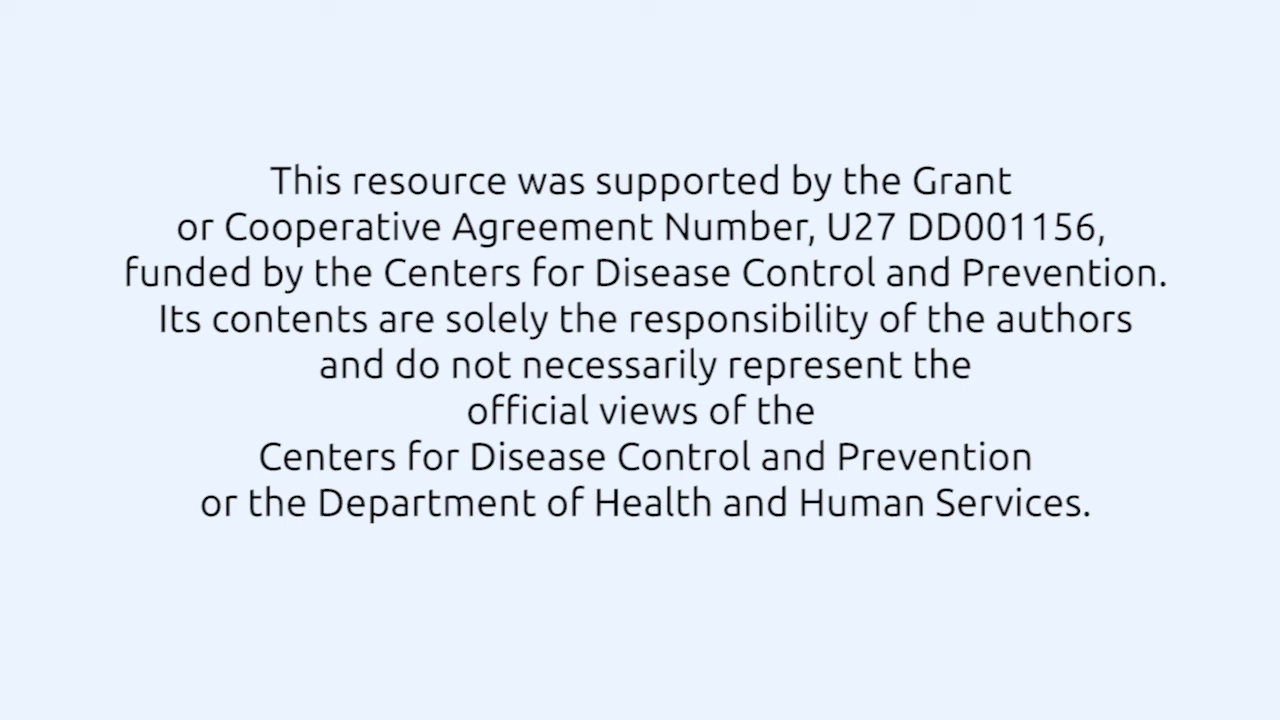 This resource was supported by the Grant
or Cooperative Agreement Number, U27 DD001156,
funded by the Centers for Disease Control and Prevention.
Its contents are solely the responsibility of the authors
and do not necessarily represent the
official views of the
Centers for Disease Control and Prevention
or the Department of Health and Human Services.